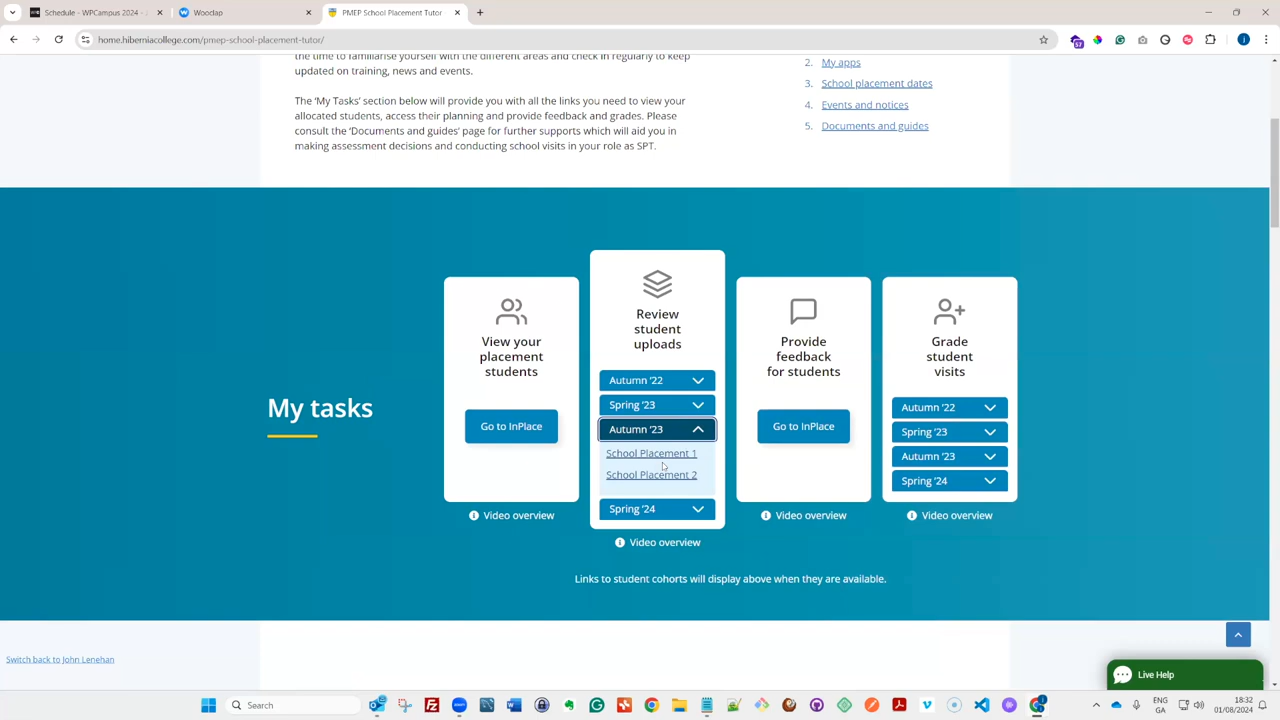 Schedule - WPCampus 2024 -
Wooclap
PMEP School Placement Tutor
home.hiberniacollege.com/pmep-school-placement-tutor/
57
the time to familiarise yourself with the different areas and check in regularly to keep
updated on training, news and events.
The 'My Tasks' section below will provide you with all the links you need to view your
allocated students, access their planning and provide feedback and grades. Please
consult the 'Documents and guides' page for further supports which will aid you in
making assessment decisions and conducting school visits in your role as SPT.
2. My apps
3. School placement dates
4. Events and notices
5. Documents and guides
My tasks
View your
placement
students
Go to InPlace
Video overview
Review
student
uploads
Autumn '22
Spring '23
Autumn '23
School Placement 1
School Placement 2
Spring '24
Video overview
Provide
feedback
for students
Go to InPlace
Video overview
Grade
student
visits
Autumn '22
Spring '23
Autumn '23
Spring '24
Video overview
Links to student cohorts will display above when they are available.
Switch back to John Lenehan
Live Help
Search
ENG
GA
18:32
01/08/2024